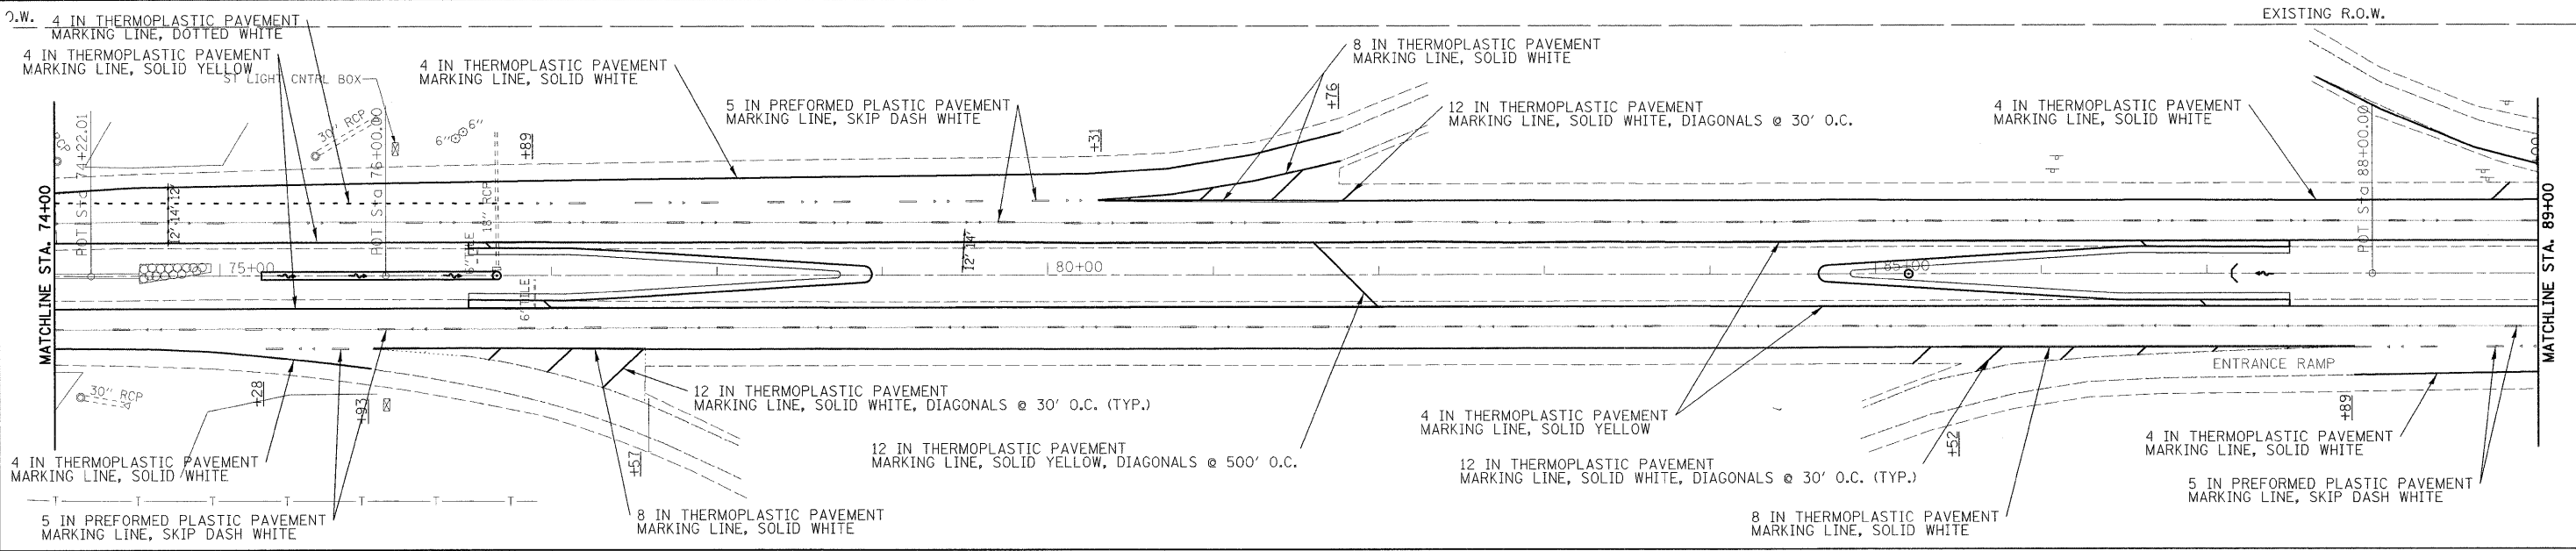 O.W.
EXISTING R.O.W.
4 IN THERMOPLASTIC PAVEMENT
MARKING LINE, DOTTED WHITE
4 IN THERMOPLASTIC PAVEMENT
MARKING LINE, SOLID YELLOW
ST LIGHT CNTRL BOX
4 IN THERMOPLASTIC PAVEMENT
MARKING LINE, SOLID WHITE
5 IN PREFORMED PLASTIC PAVEMENT
MARKING LINE, SKIP DASH WHITE
8 IN THERMOPLASTIC PAVEMENT
MARKING LINE, SOLID WHITE
12 IN THERMOPLASTIC PAVEMENT
MARKING LINE, SOLID WHITE, DIAGONALS @ 30' O.C.
4 IN THERMOPLASTIC PAVEMENT
MARKING LINE, SOLID WHITE
MATCHLINE STA. 74+00
POT Sta 74+22.01
12' 14' 12'
30" RCP
POT Sta 76+00.00
6" 6"
+89
18" RCP
6" TILE
6" TILE
+31
+76
12' 14'
75+00
80+00
85+00
POT Sta 88+00.00
MATCHLINE STA. 89+00
30" RCP
+28
+93
+57
+52
+89
ENTRANCE RAMP
12 IN THERMOPLASTIC PAVEMENT
MARKING LINE, SOLID WHITE, DIAGONALS @ 30' O.C. (TYP.)
12 IN THERMOPLASTIC PAVEMENT
MARKING LINE, SOLID YELLOW, DIAGONALS @ 500' O.C.
4 IN THERMOPLASTIC PAVEMENT
MARKING LINE, SOLID YELLOW
12 IN THERMOPLASTIC PAVEMENT
MARKING LINE, SOLID WHITE, DIAGONALS @ 30' O.C. (TYP.)
4 IN THERMOPLASTIC PAVEMENT
MARKING LINE, SOLID WHITE
5 IN PREFORMED PLASTIC PAVEMENT
MARKING LINE, SKIP DASH WHITE
4 IN THERMOPLASTIC PAVEMENT
MARKING LINE, SOLID WHITE
T T T T T T T
5 IN PREFORMED PLASTIC PAVEMENT
MARKING LINE, SKIP DASH WHITE
8 IN THERMOPLASTIC PAVEMENT
MARKING LINE, SOLID WHITE
8 IN THERMOPLASTIC PAVEMENT
MARKING LINE, SOLID WHITE